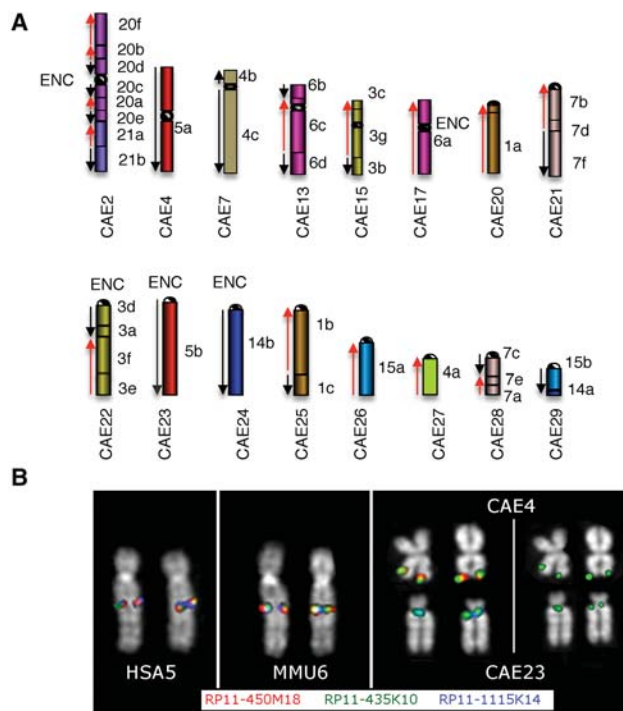 A
20f
20b
20d
ENC
20c
20a
20e
21a
21b
CAE2
5a
CAE4
4b
4c
CAE7
6b
6c
6d
CAE13
3c
3g
3b
CAE15
ENC
6a
CAE17
1a
CAE20
7b
7d
7f
CAE21
ENC
3d
3a
3f
3e
CAE22
ENC
5b
CAE23
ENC
14b
CAE24
1b
1c
CAE25
15a
CAE26
4a
CAE27
7c
7e
7a
CAE28
15b
14a
CAE29
B
HSA5
MMU6
CAE4
CAE23
RP11-450M18 RP11-435K10 RP11-1115K14